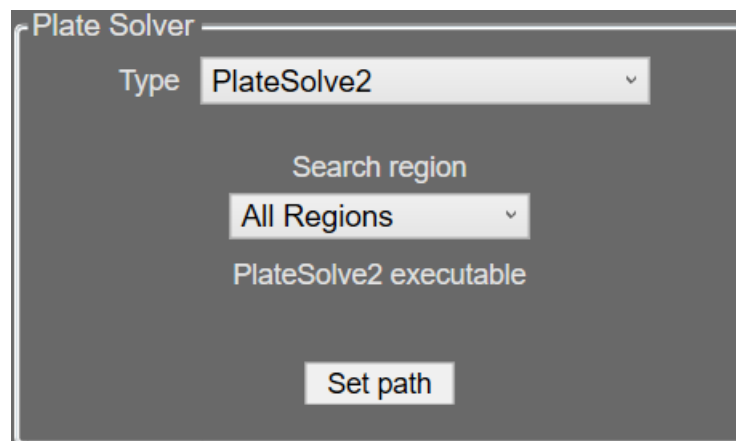 Plate Solver
Type PlateSolve2
Search region
All Regions
PlateSolve2 executable
Set path